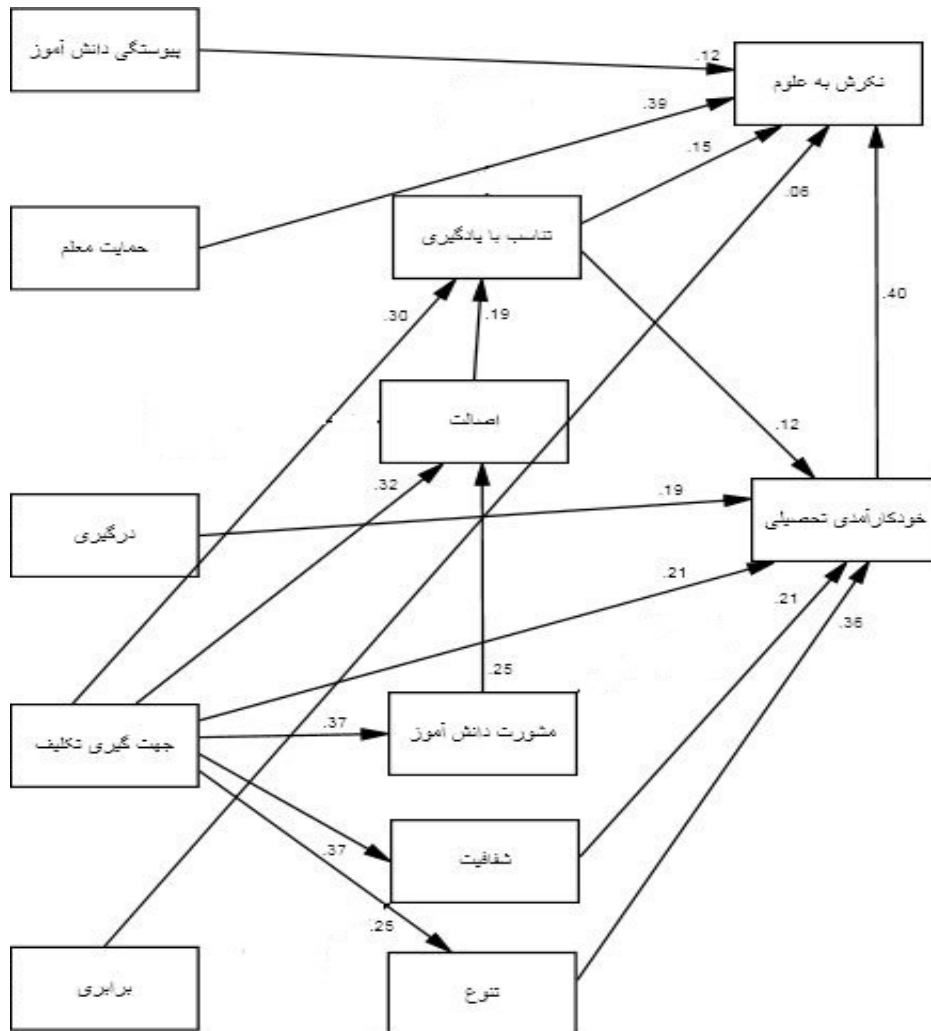 پیوستگی دانش آموز
.12
نکرش به علوم
.39
.15
.06
حمایت معلم
تناسب با یادگیری
.30
.19
.40
اصالت
.12
.32
درگیری
.19
خودکارآمدی تحصیلی
.21
.21
.36
.25
جهت گیری تکلیف
.37
مشورت دانش آموز
.37
شفافیت
.25
برابری
تنوع